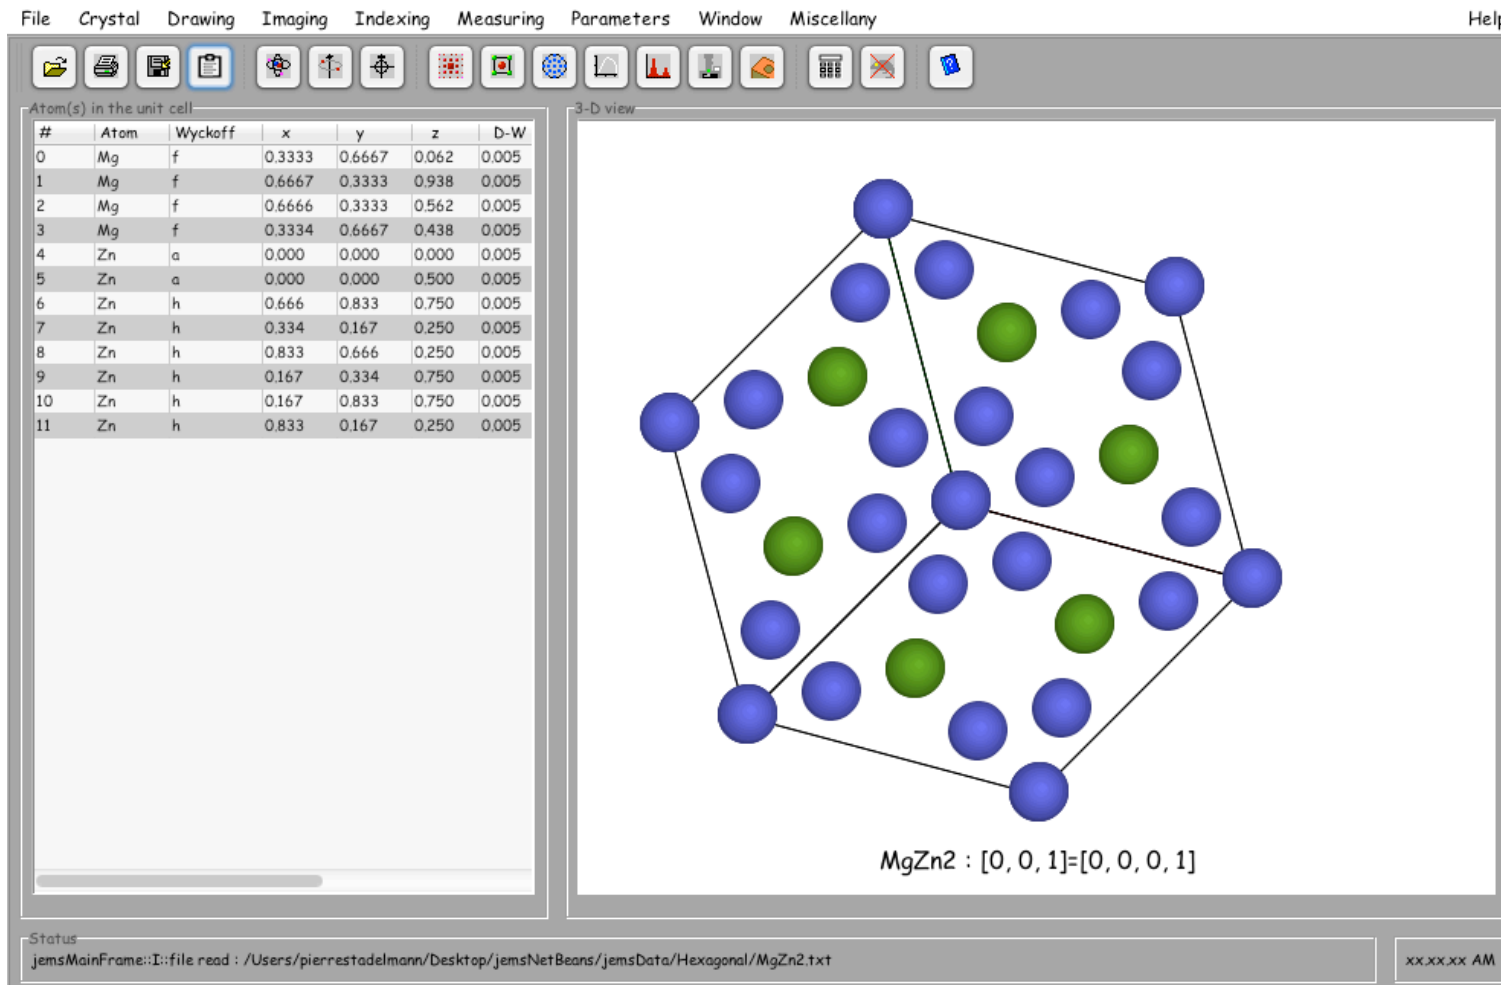 File Crystal Drawing Imaging Indexing Measuring Parameters Window Miscellany Help
Atom(s) in the unit cell
# Atom Wyckoff x y z D-W
0 Mg f 0.3333 0.6667 0.062 0.005
1 Mg f 0.6667 0.3333 0.938 0.005
2 Mg f 0.6666 0.3333 0.562 0.005
3 Mg f 0.3334 0.6667 0.438 0.005
4 Zn a 0.000 0.000 0.000 0.005
5 Zn a 0.000 0.000 0.500 0.005
6 Zn h 0.666 0.833 0.750 0.005
7 Zn h 0.334 0.167 0.250 0.005
8 Zn h 0.833 0.666 0.250 0.005
9 Zn h 0.167 0.334 0.750 0.005
10 Zn h 0.167 0.833 0.750 0.005
11 Zn h 0.833 0.167 0.250 0.005
3-D view
MgZn2 : [0, 0, 1]=[0, 0, 0, 1]
Status
jemsMainFrame::I::file read : /Users/pierrestadelmann/Desktop/jemsNetBeans/jemsData/Hexagonal/MgZn2.txt
xx.xx.xx AM